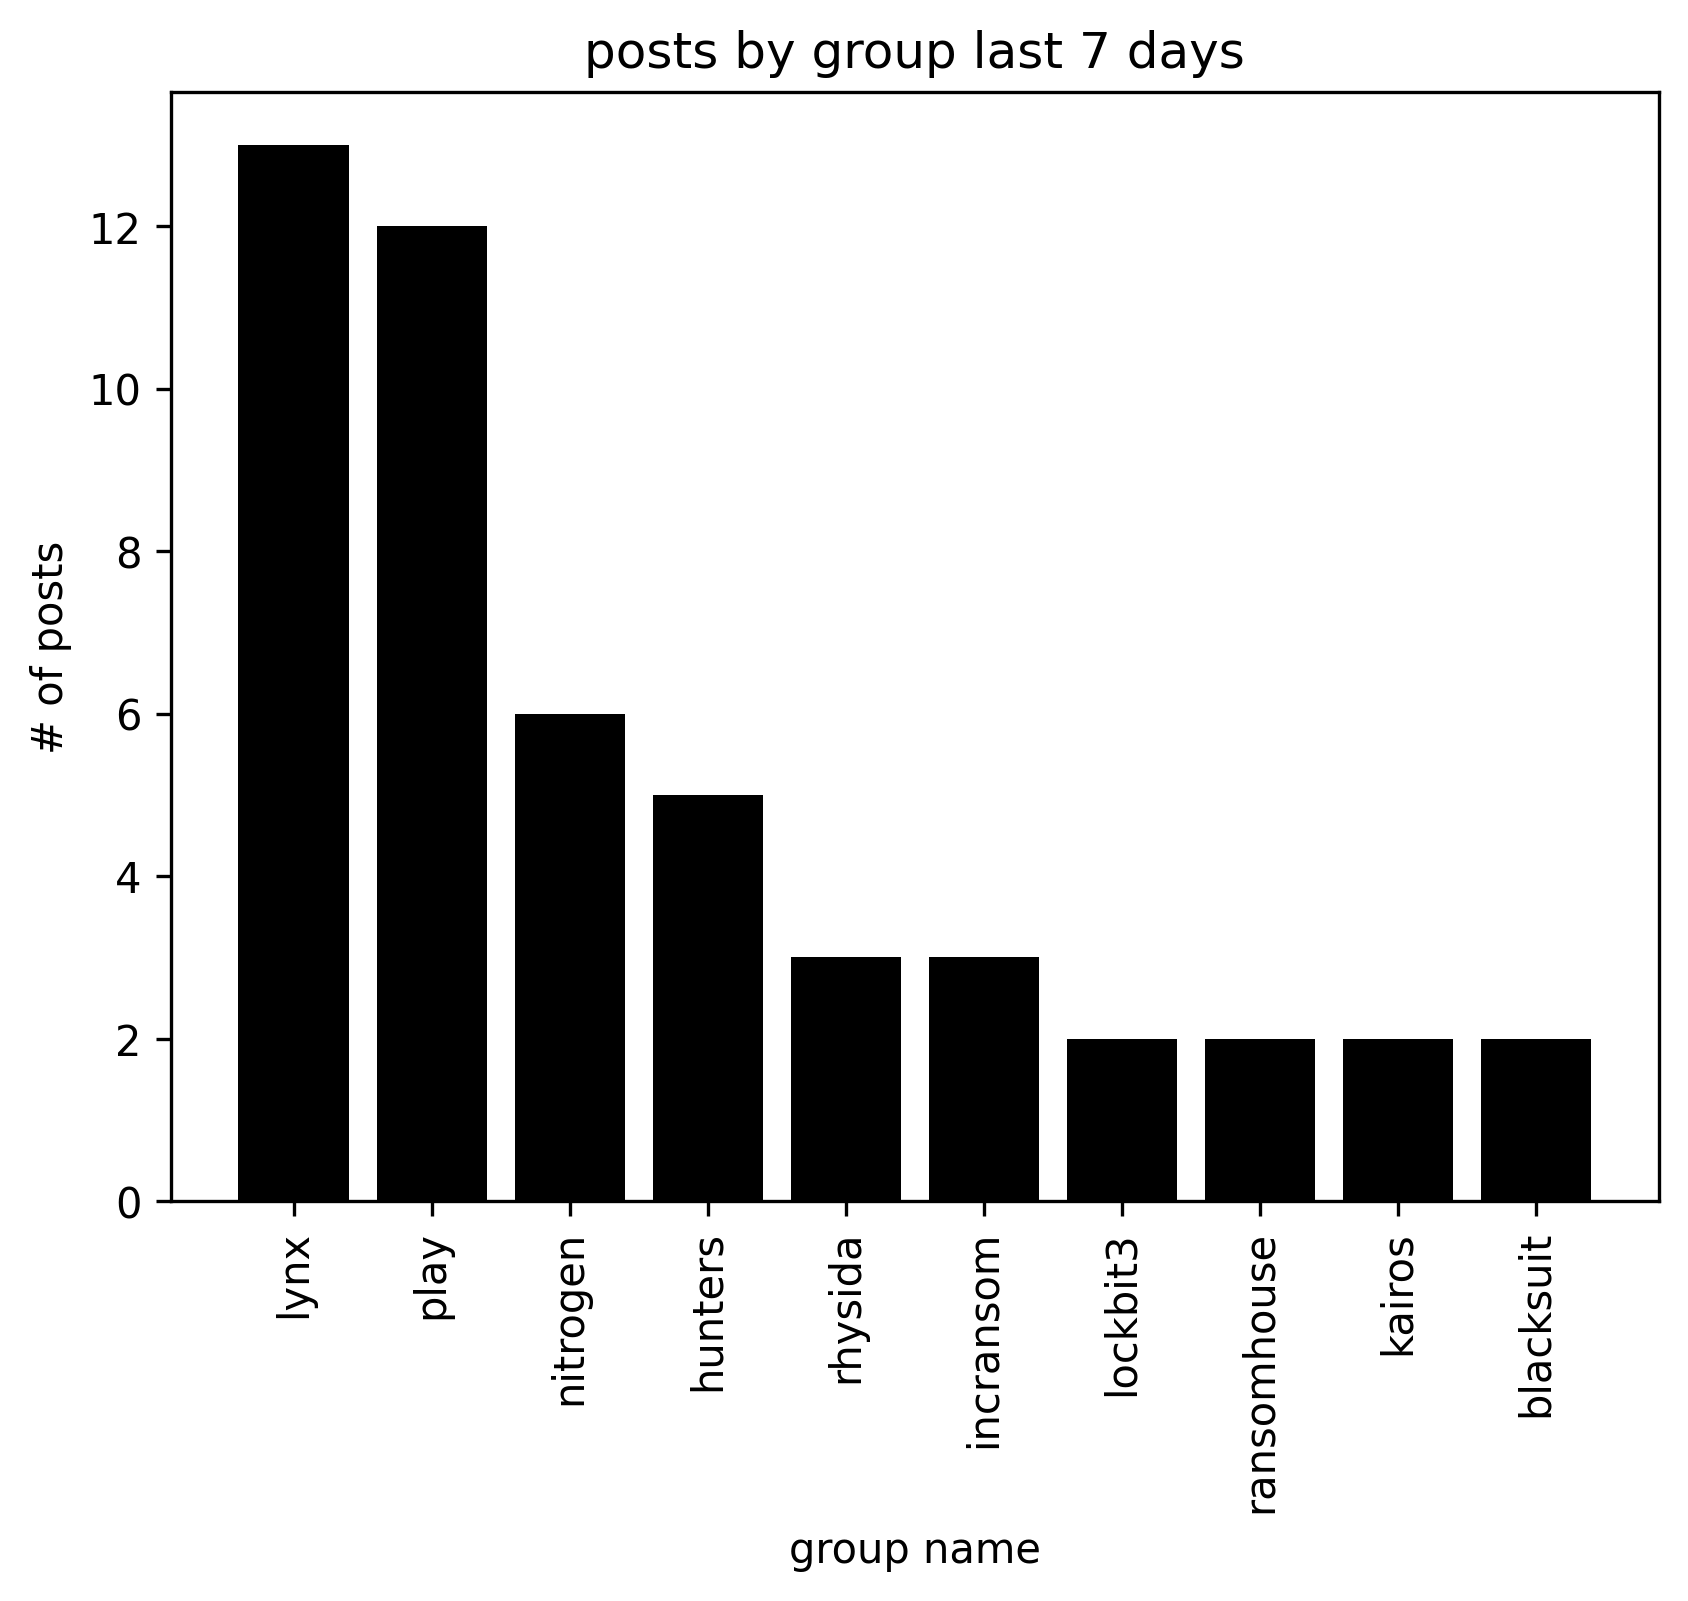 posts by group last 7 days
# of posts
12
10
8
6
4
2
0
lynx
play
nitrogen
hunters
rhysida
incransom
lockbit3
ransomhouse
kairos
blacksuit
group name